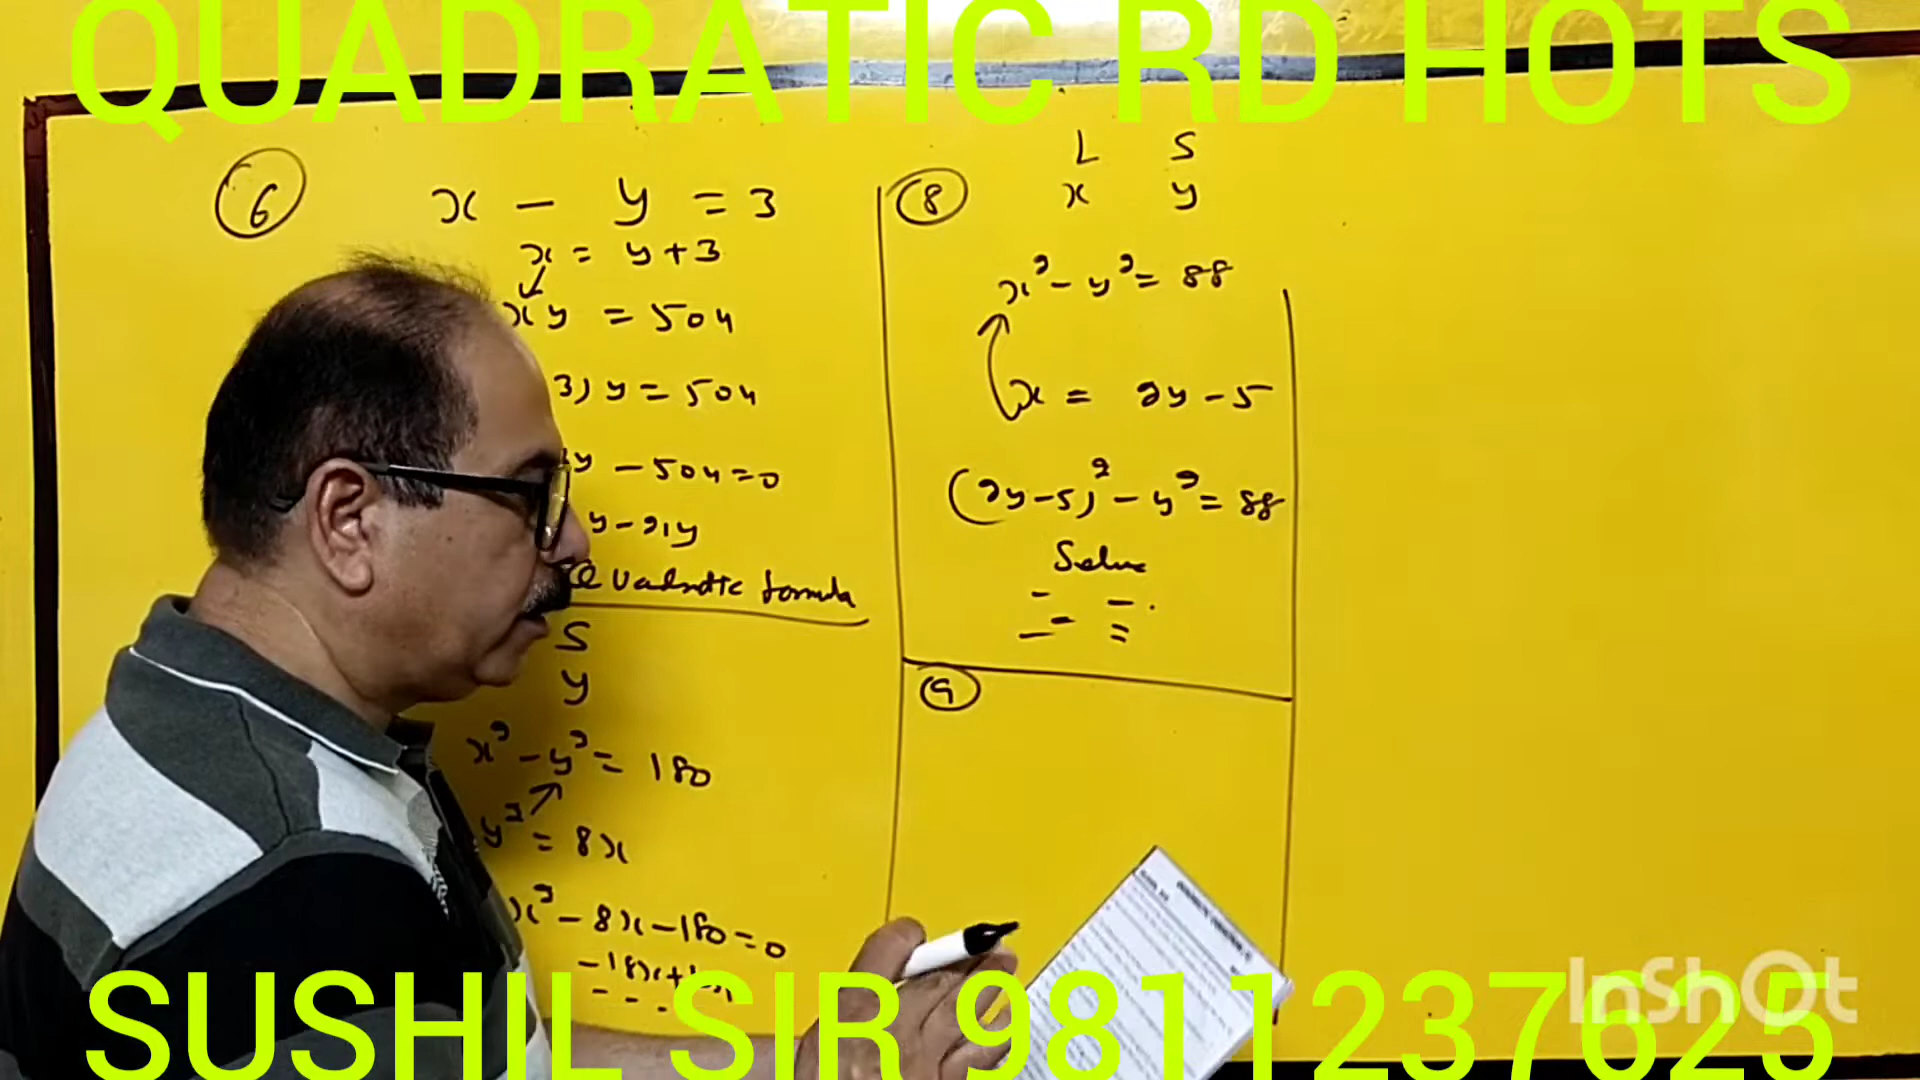 QUADRATIC RD HOTS
6
x - y = 3
x = y + 3
xy = 504
3) y = 504
y - 504 = 0
y - 21y
Quadratic formula
S
y
x² - y² = 180
y² = 8x
x² - 8x - 180 = 0
- 18x +
8
L S
x y
x² - y² = 88
x = 2y - 5
(2y - 5)² - y² = 88
Solve
9
SUSHIL SIR 9811237625
InShOt